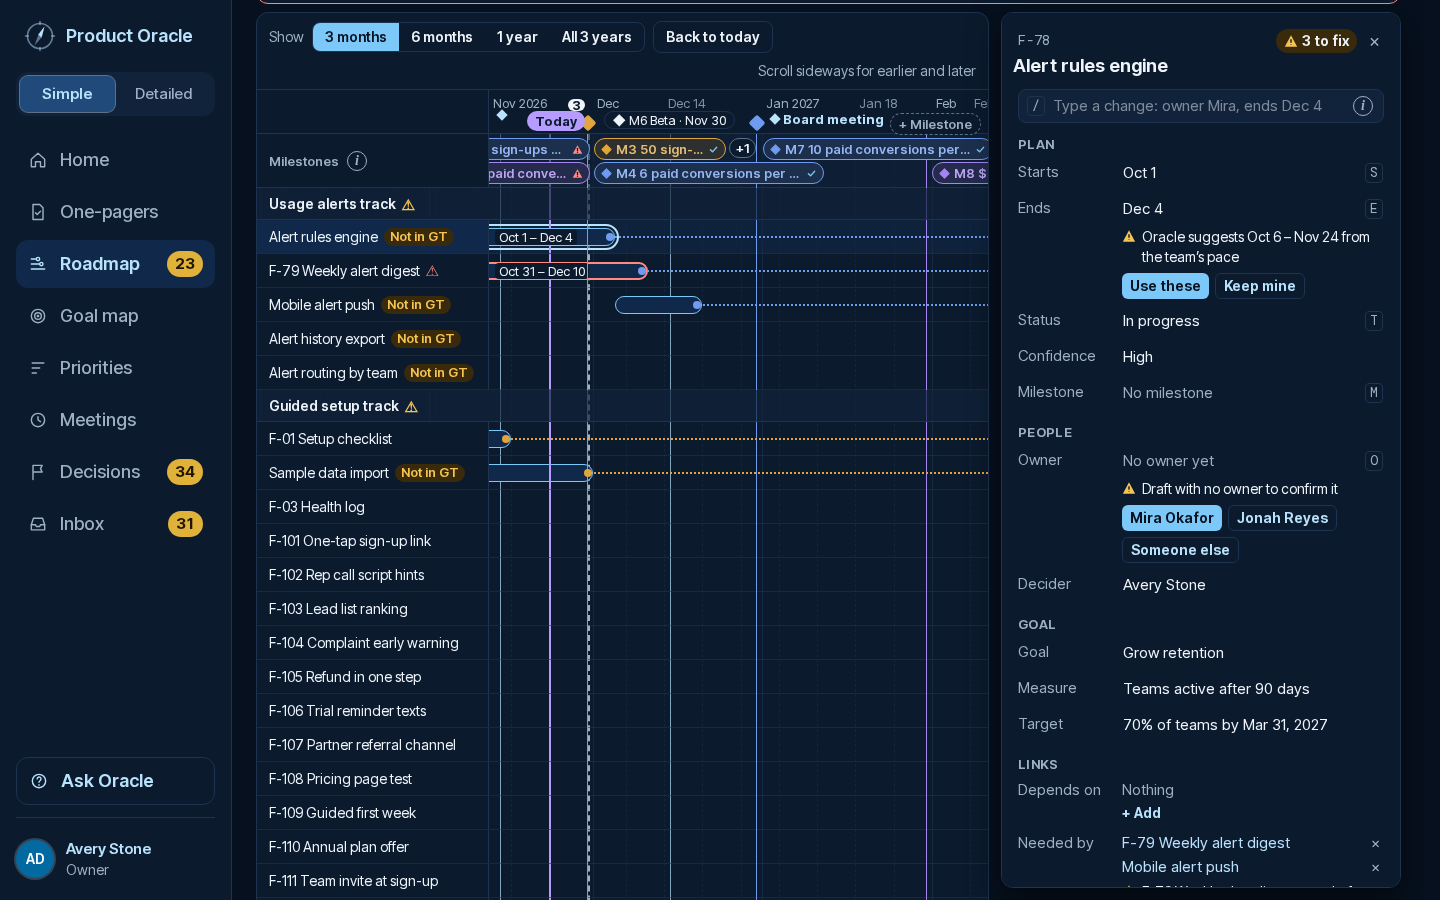 Product Oracle
Simple
Detailed
Home
One-pagers
Roadmap
23
Goal map
Priorities
Meetings
Decisions
34
Inbox
31
Ask Oracle
AD
Avery Stone
Owner
Show
3 months
6 months
1 year
All 3 years
Back to today
Scroll sideways for earlier and later
Nov 2026
3
Dec
Dec 14
Jan 2027
Jan 18
Feb
Today
M6 Beta · Nov 30
Board meeting
+ Milestone
Milestones
i
sign-ups ...
M3 50 sign-...
+1
M7 10 paid conversions per...
paid conve...
M4 6 paid conversions per ...
M8 $
Usage alerts track
Alert rules engine
Not in GT
Oct 1 – Dec 4
F-79 Weekly alert digest
Oct 31 – Dec 10
Mobile alert push
Not in GT
Alert history export
Not in GT
Alert routing by team
Not in GT
Guided setup track
F-01 Setup checklist
Sample data import
Not in GT
F-03 Health log
F-101 One-tap sign-up link
F-102 Rep call script hints
F-103 Lead list ranking
F-104 Complaint early warning
F-105 Refund in one step
F-106 Trial reminder texts
F-107 Partner referral channel
F-108 Pricing page test
F-109 Guided first week
F-110 Annual plan offer
F-111 Team invite at sign-up
F-78
3 to fix
×
Alert rules engine
/
Type a change: owner Mira, ends Dec 4
i
PLAN
Starts
Oct 1
S
Ends
Dec 4
E
Oracle suggests Oct 6 – Nov 24 from
the team's pace
Use these
Keep mine
Status
In progress
T
Confidence
High
Milestone
No milestone
M
PEOPLE
Owner
No owner yet
O
Draft with no owner to confirm it
Mira Okafor
Jonah Reyes
Someone else
Decider
Avery Stone
GOAL
Goal
Grow retention
Measure
Teams active after 90 days
Target
70% of teams by Mar 31, 2027
LINKS
Depends on
Nothing
+ Add
Needed by
F-79 Weekly alert digest
×
Mobile alert push
×